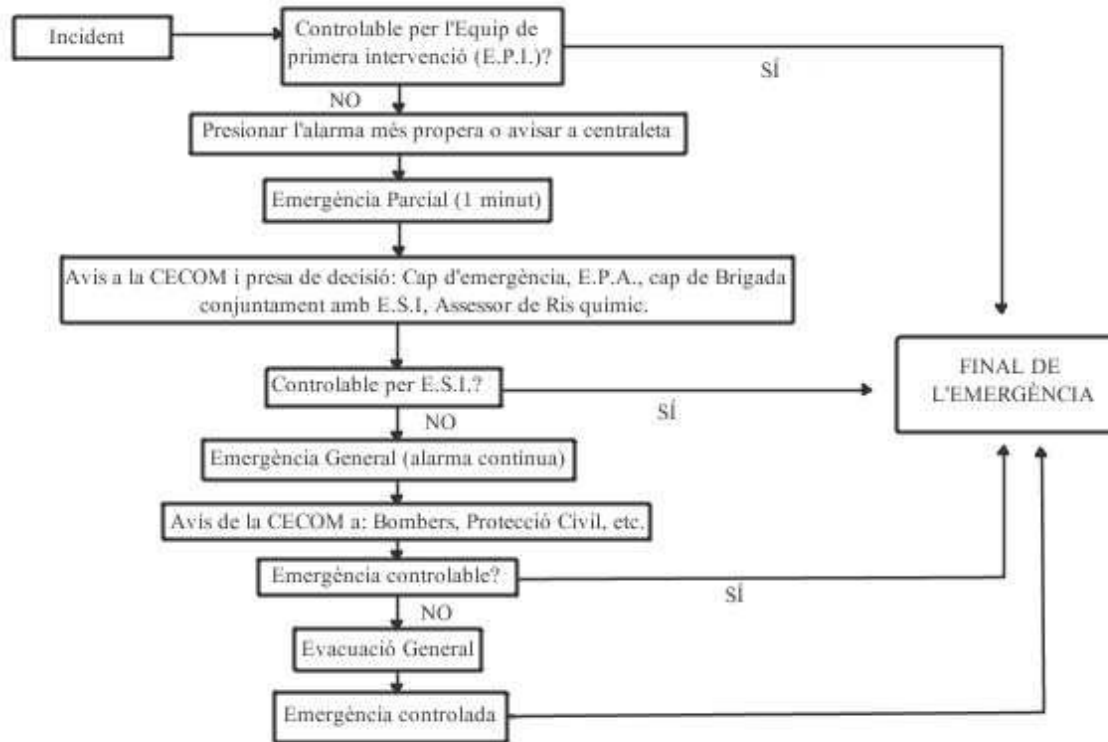 Incident
Controlable per l'Equip de
primera intervenció (E.P.I.)?
SÍ
NO
Presionar l'alarma més propera o avisar a centraleta
Emergència Parcial (1 minut)
Avis a la CECOM i presa de decisió: Cap d'emergència, E.P.A., cap de Brigada
conjuntament amb E.S.I, Assessor de Ris químic.
Controlable per E.S.I.?
SÍ
FINAL DE
L'EMERGÈNCIA
NO
Emergència General (alarma contínua)
Avís de la CECOM a: Bombers, Protecció Civil, etc.
Emergència controlable?
SÍ
NO
Evacuació General
Emergència controlada